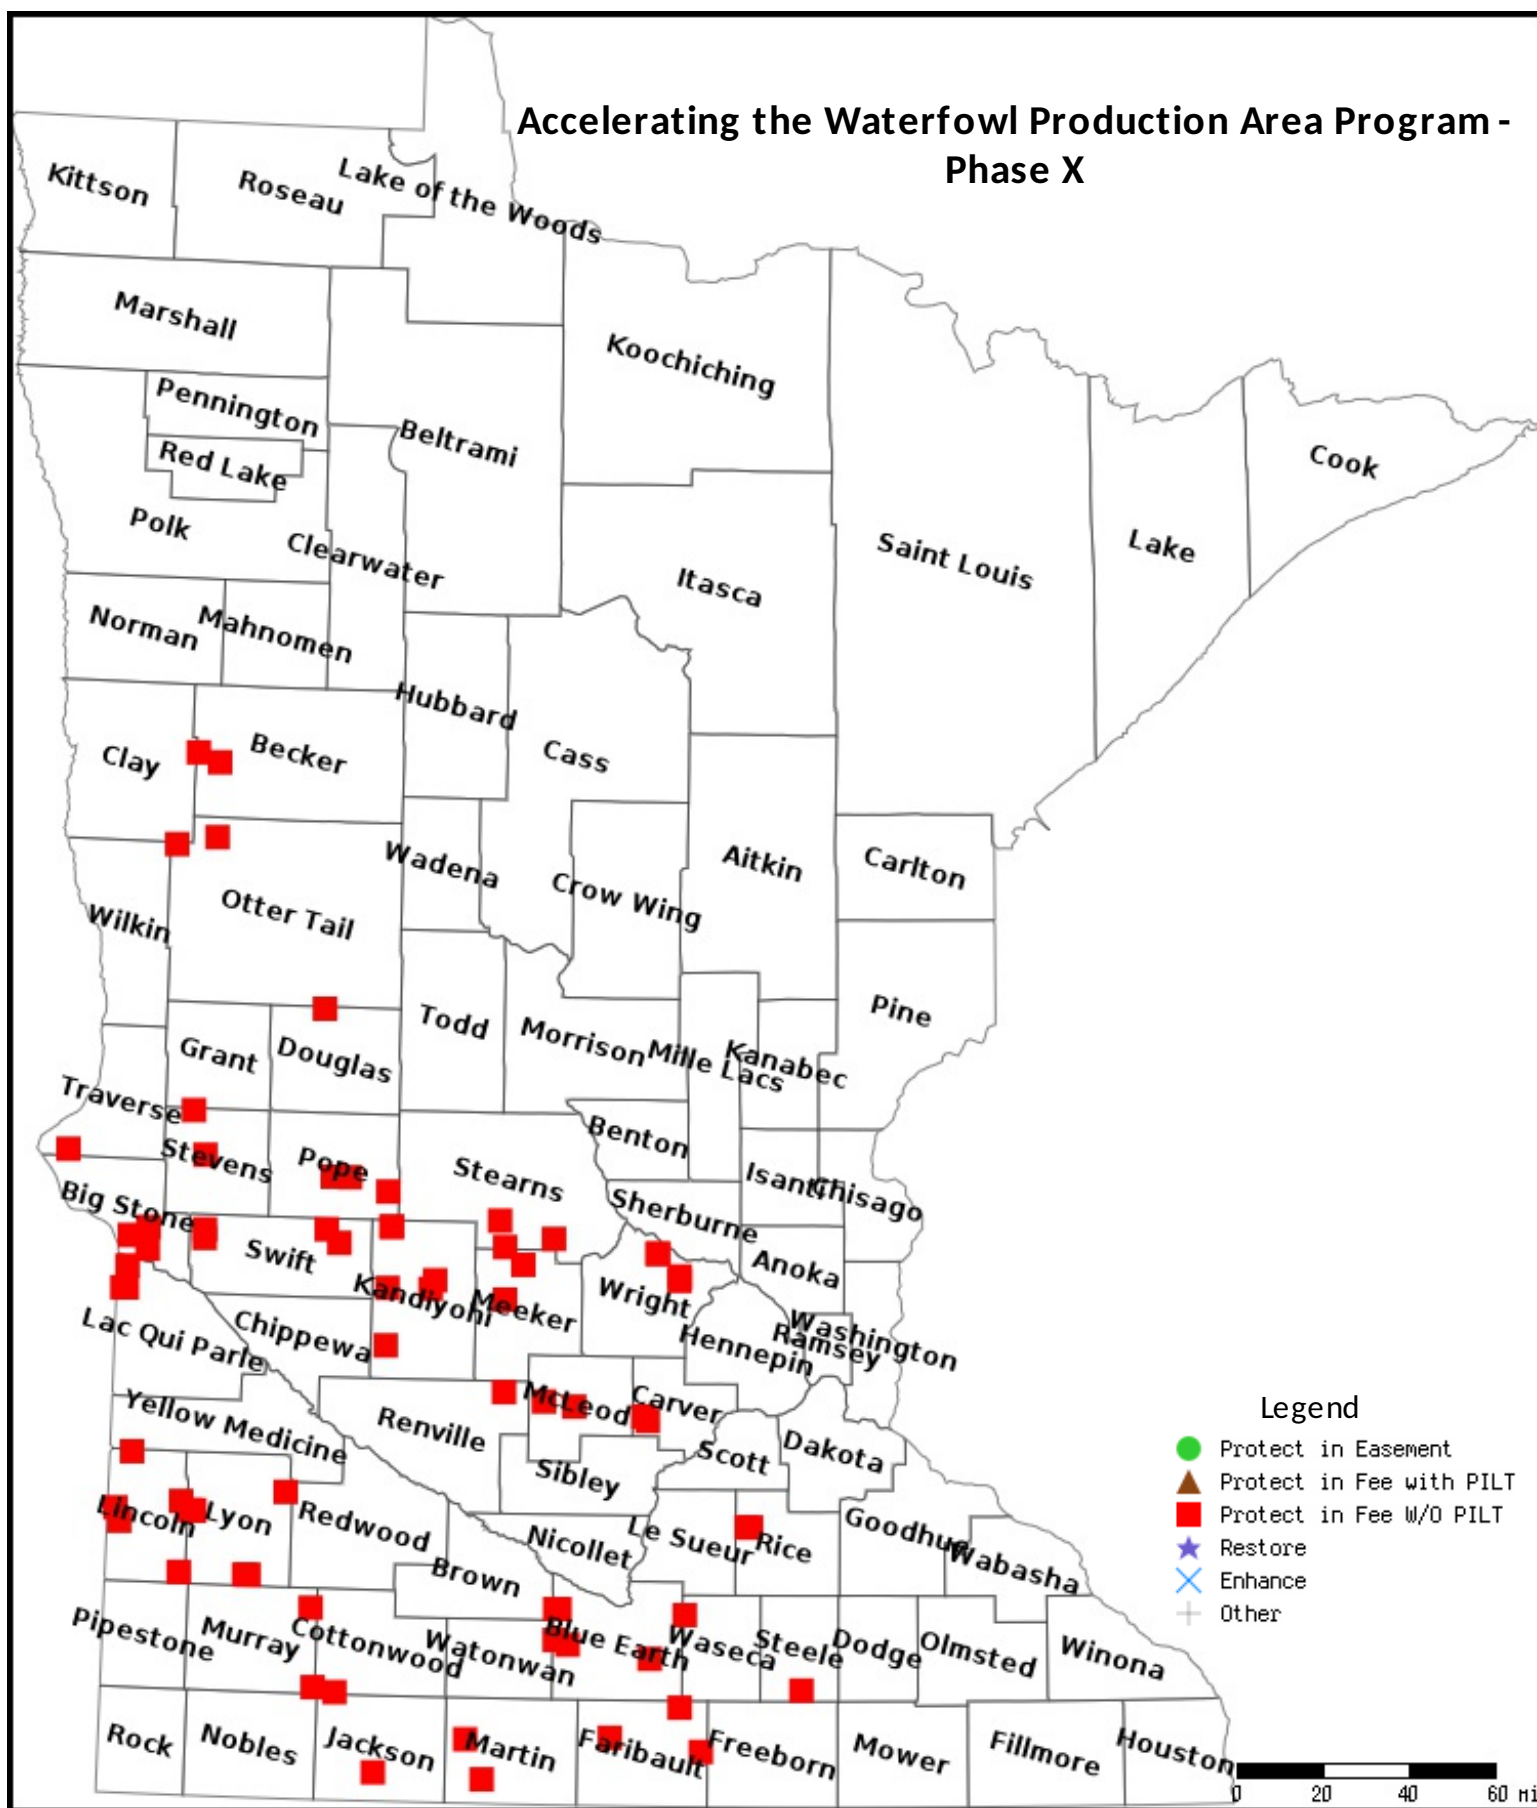 Accelerating the Waterfowl Production Area Program -
Phase X
Kittson
Roseau
Lake of the Woods
Marshall
Koochiching
Pennington
Beltrami
Red Lake
Cook
Polk
Clearwater
Saint Louis
Lake
Itasca
Norman
Mahnomen
Hubbard
Clay
Becker
Cass
Wadena
Aitkin
Carlton
Crow Wing
Otter Tail
Wilkin
Pine
Todd
Morrison
Mille Lacs
Kanabec
Grant
Douglas
Traverse
Benton
Stevens
Pope
Stearns
Isanti
Chisago
Big Stone
Sherburne
Swift
Anoka
Kandiyohi
Meeker
Wright
Lac Qui Parle
Chippewa
Hennepin
Ramsey
Washington
McLeod
Carver
Yellow Medicine
Renville
Scott
Dakota
Sibley
Lincoln
Lyon
Redwood
Nicollet
Le Sueur
Rice
Goodhue
Wabasha
Brown
Pipestone
Murray
Cottonwood
Watonwan
Blue Earth
Waseca
Steele
Dodge
Olmsted
Winona
Rock
Nobles
Jackson
Martin
Faribault
Freeborn
Mower
Fillmore
Houston
Legend
Protect in Easement
Protect in Fee with PILT
Protect in Fee W/O PILT
Restore
Enhance
Other
0 20 40 60 Mi